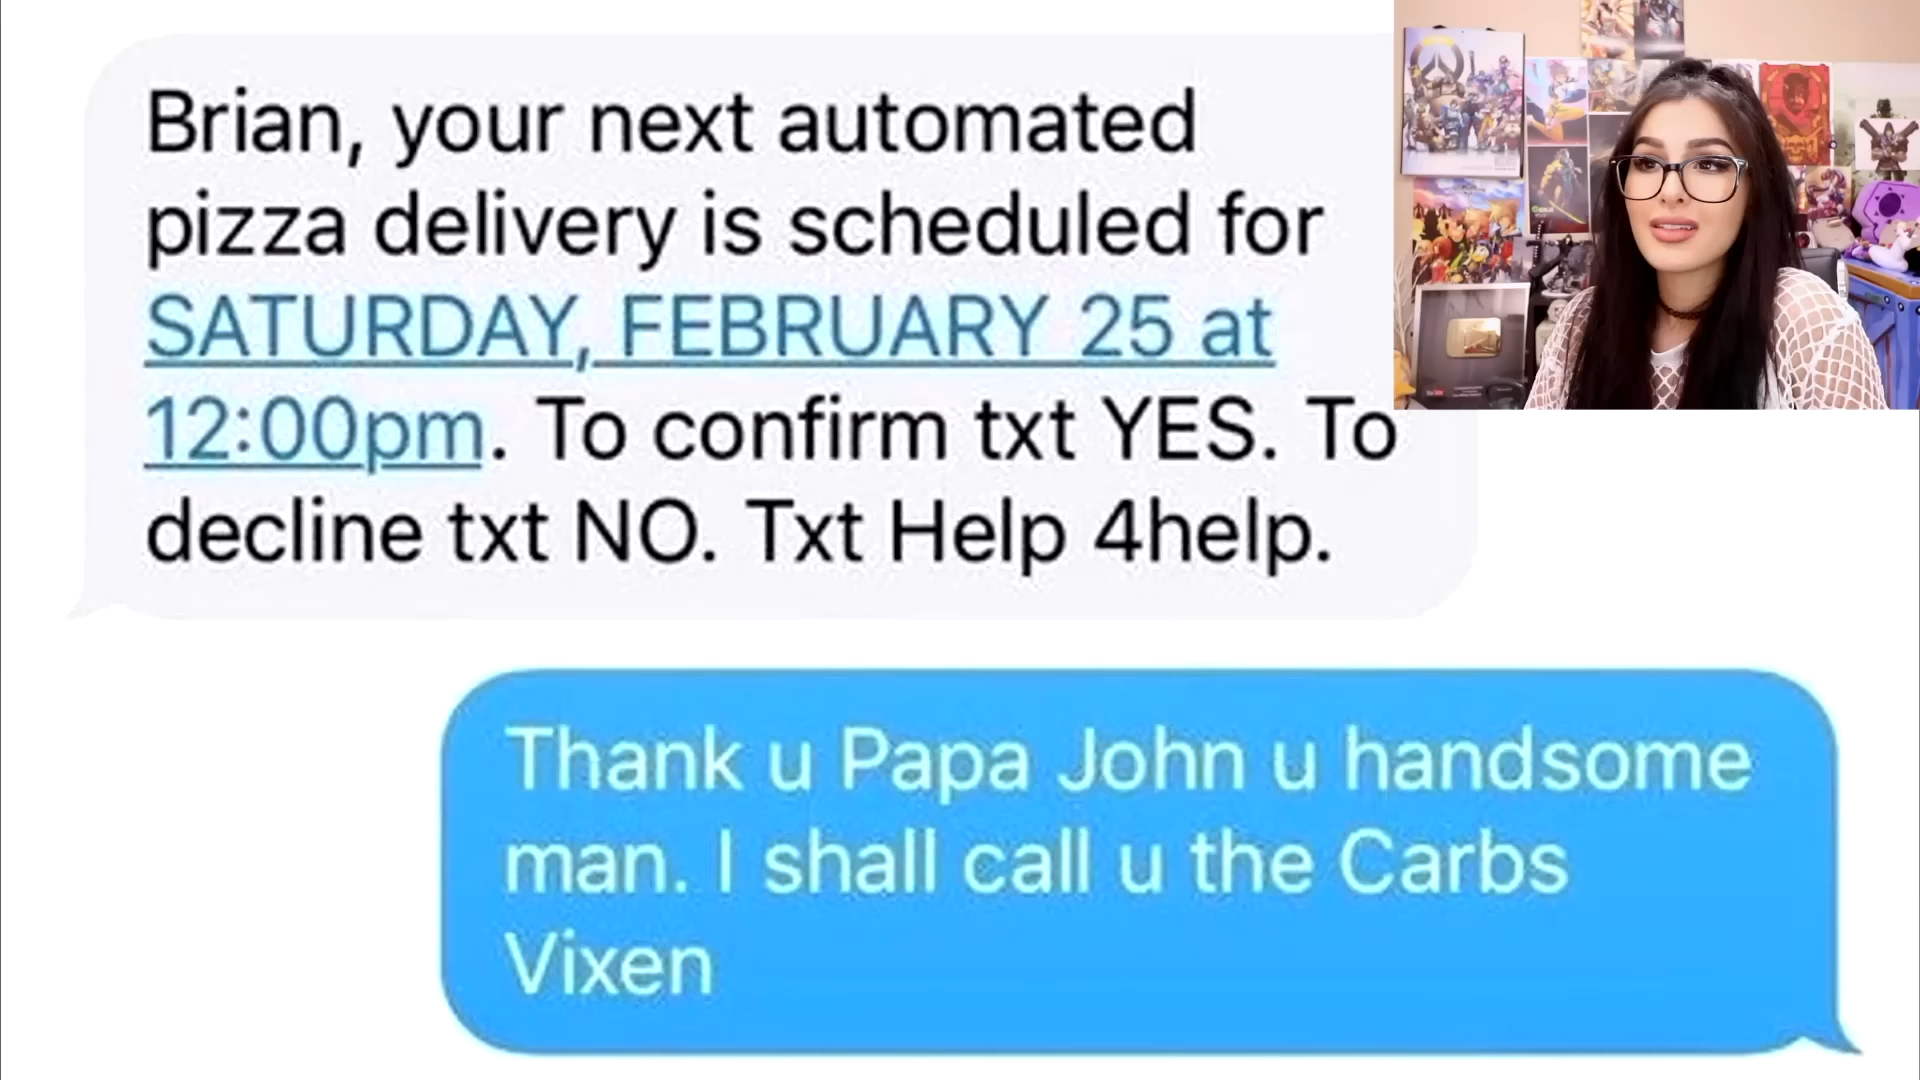 Brian, your next automated
pizza delivery is scheduled for
SATURDAY, FEBRUARY 25 at
12:00pm. To confirm txt YES. To
decline txt NO. Txt Help 4help.
Thank u Papa John u handsome
man. I shall call u the Carbs
Vixen